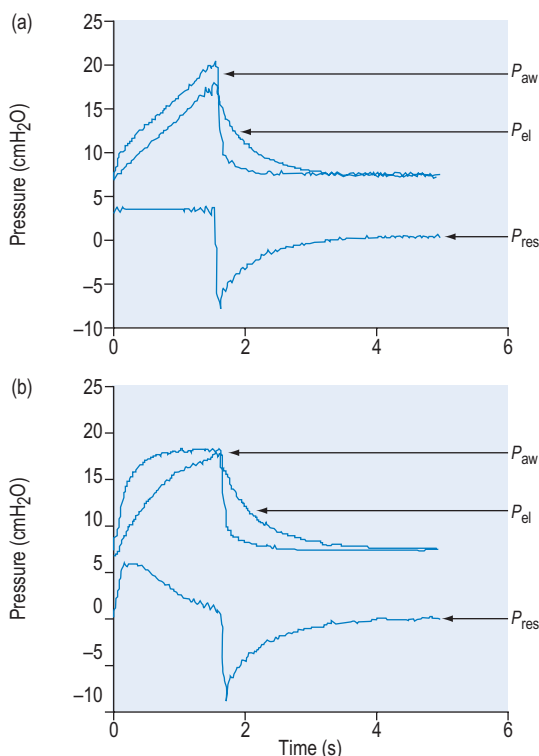 (a)
25
20
15
10
5
0
–5
–10
Pressure (cmH₂O)
Paw
Pel
Pres
0 2 4 6
(b)
25
20
15
10
5
0
–5
–10
Pressure (cmH₂O)
Paw
Pel
Pres
0 2 4 6
Time (s)